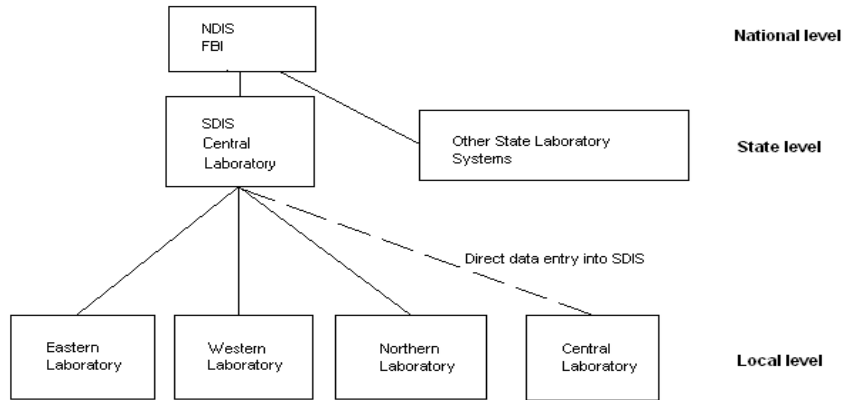 NDIS
FBI
National level
SDIS
Central
Laboratory
Other State Laboratory
Systems
State level
Direct data entry into SDIS
Eastern
Laboratory
Western
Laboratory
Northern
Laboratory
Central
Laboratory
Local level